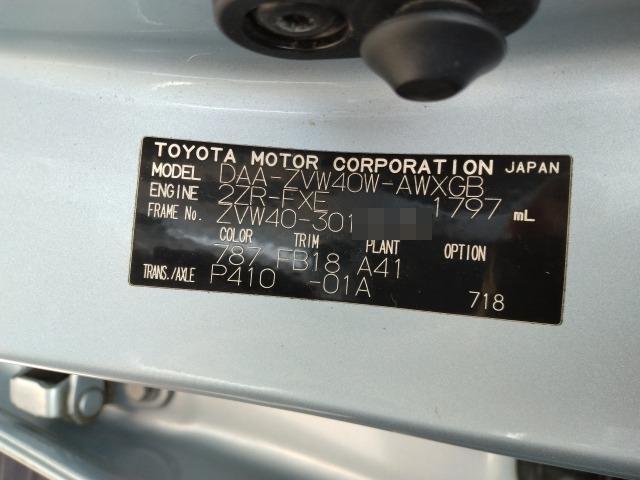 TOYOTA MOTOR CORPORATION JAPAN
MODEL DAA-ZVW40W-AWXGB
ENGINE 2ZR-FXE 1797 mL
FRAME No. ZVW40-301
COLOR TRIM PLANT OPTION
787 FB18 A41
TRANS./AXLE P410 -01A 718